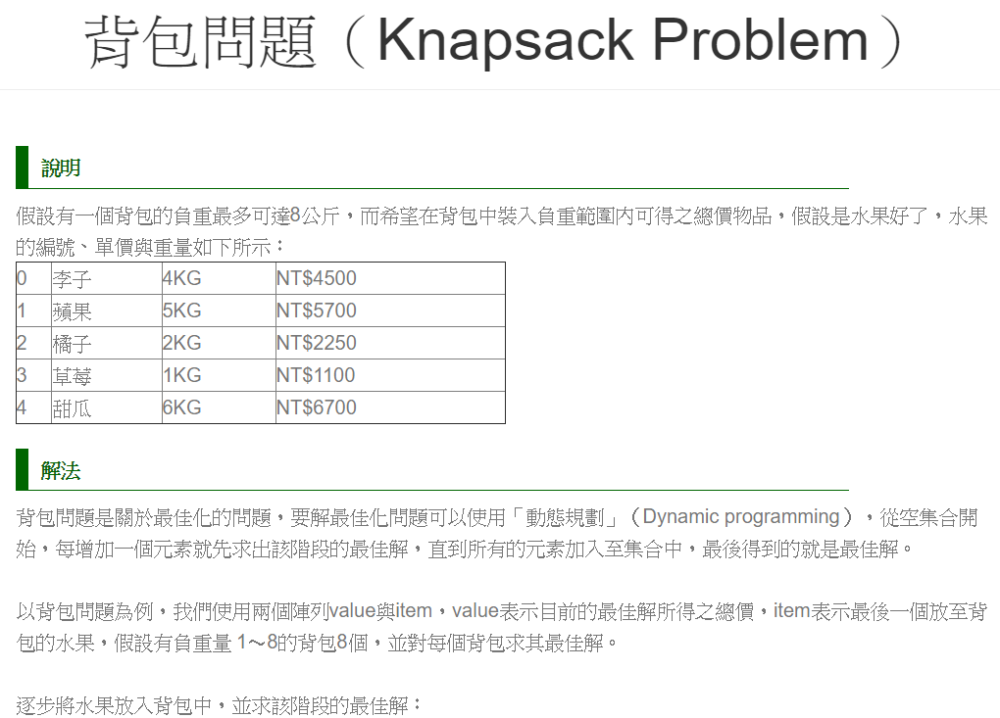 背包問題（Knapsack Problem）
說明
假設有一個背包的負重最多可達8公斤，而希望在背包中裝入負重範圍內可得之總價物品，假設是水果好了，水果
的編號、單價與重量如下所示：
0 李子 4KG NT$4500
1 蘋果 5KG NT$5700
2 橘子 2KG NT$2250
3 草莓 1KG NT$1100
4 甜瓜 6KG NT$6700
解法
背包問題是關於最佳化的問題，要解最佳化問題可以使用「動態規劃」（Dynamic programming），從空集合開
始，每增加一個元素就先求出該階段的最佳解，直到所有的元素加入至集合中，最後得到的就是最佳解。
以背包問題為例，我們使用兩個陣列value與item，value表示目前的最佳解所得之總價，item表示最後一個放至背
包的水果，假設有負重量 1～8的背包8個，並對每個背包求其最佳解。
逐步將水果放入背包中，並求該階段的最佳解：